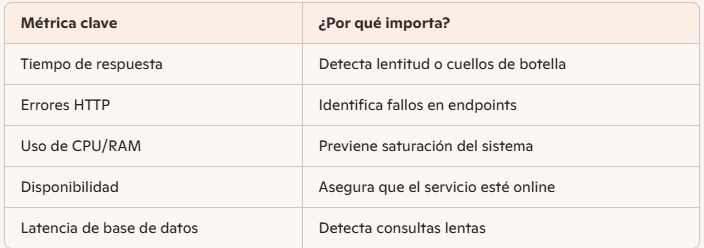 Métrica clave ¿Por qué importa?
Tiempo de respuesta Detecta lentitud o cuellos de botella
Errores HTTP Identifica fallos en endpoints
Uso de CPU/RAM Previene saturación del sistema
Disponibilidad Asegura que el servicio esté online
Latencia de base de datos Detecta consultas lentas